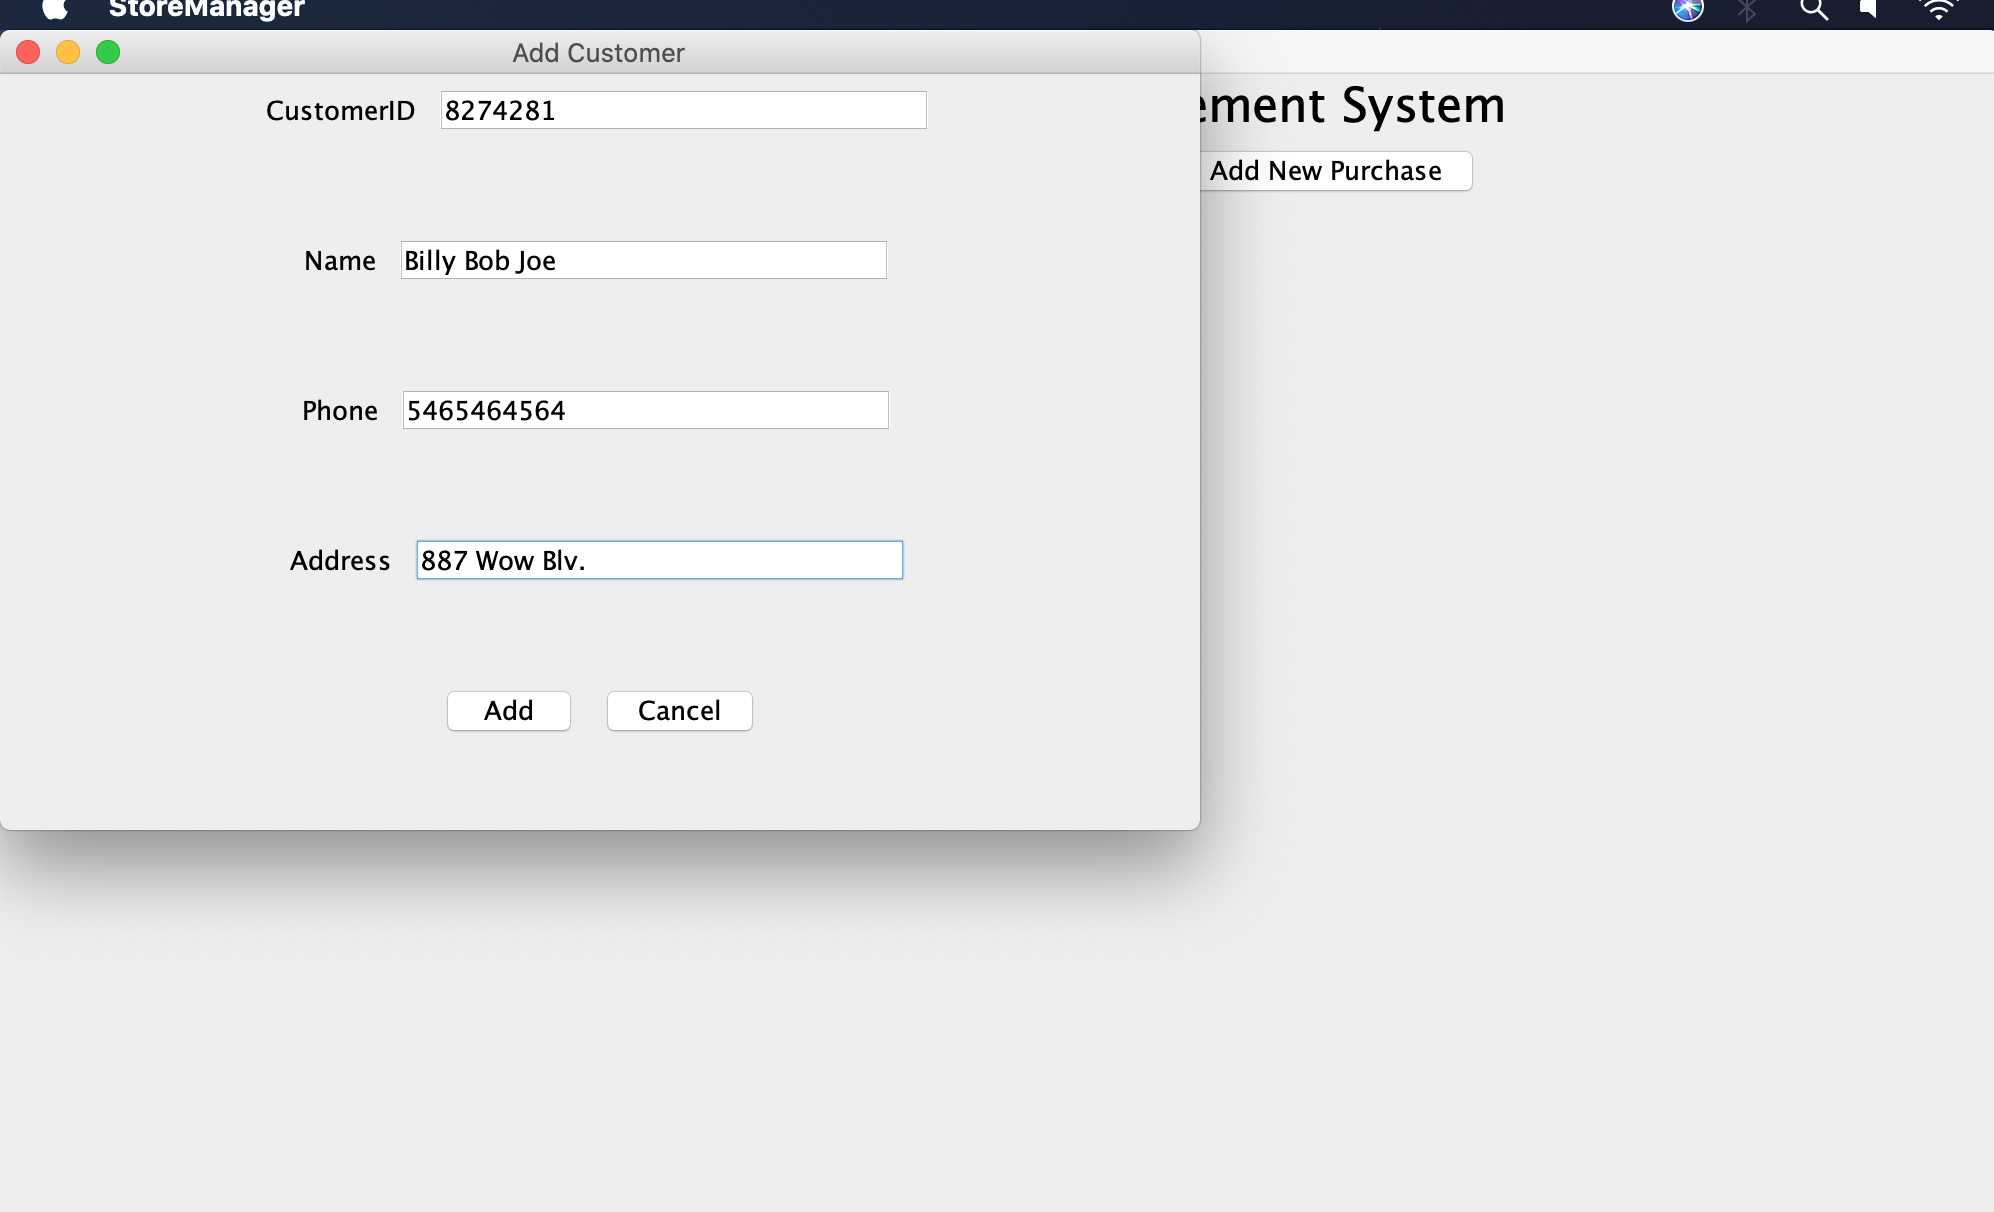 StoreManager
Add Customer
CustomerID 8274281
ement System
Add New Purchase
Name Billy Bob Joe
Phone 5465464564
Address 887 Wow Blv.
Add Cancel